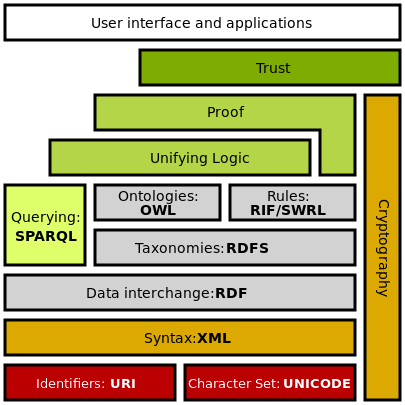 User interface and applications
Trust
Proof
Unifying Logic
Querying:
SPARQL
Ontologies:
OWL
Rules:
RIF/SWRL
Taxonomies:RDFS
Data interchange:RDF
Syntax:XML
Identifiers: URI
Character Set: UNICODE
Cryptography